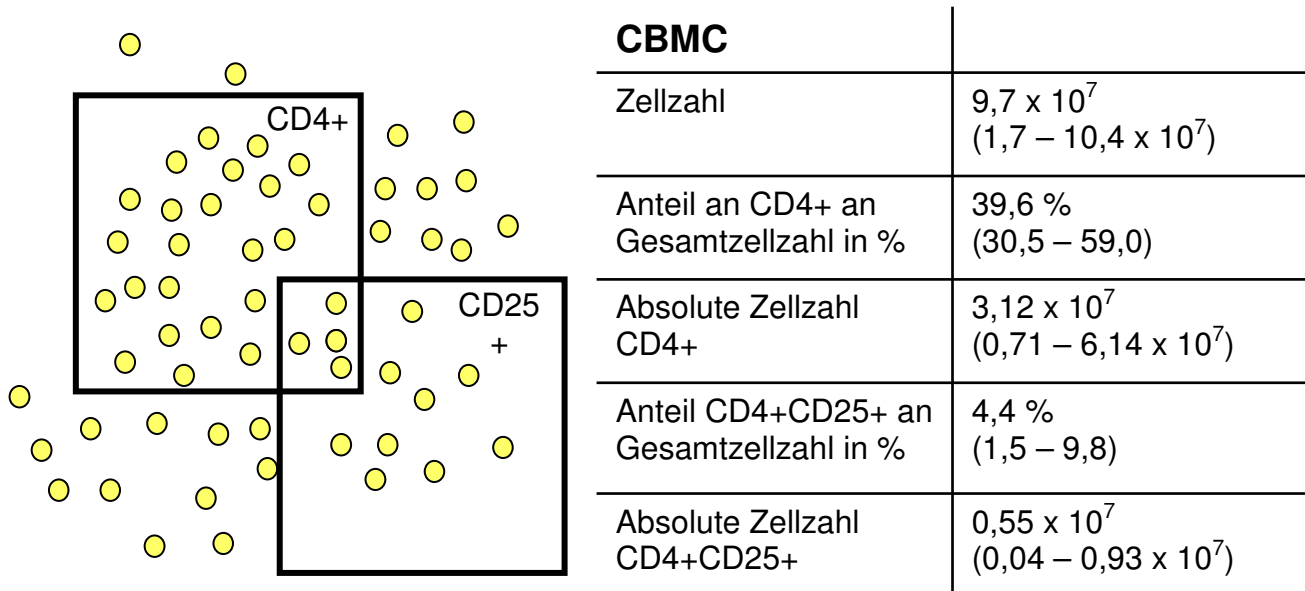 CD4+
CD25
+
CBMC
Zellzahl
9,7 x 10⁷
(1,7 – 10,4 x 10⁷)
Anteil an CD4+ an
Gesamtzellzahl in %
39,6 %
(30,5 – 59,0)
Absolute Zellzahl
CD4+
3,12 x 10⁷
(0,71 – 6,14 x 10⁷)
Anteil CD4+CD25+ an
Gesamtzellzahl in %
4,4 %
(1,5 – 9,8)
Absolute Zellzahl
CD4+CD25+
0,55 x 10⁷
(0,04 – 0,93 x 10⁷)